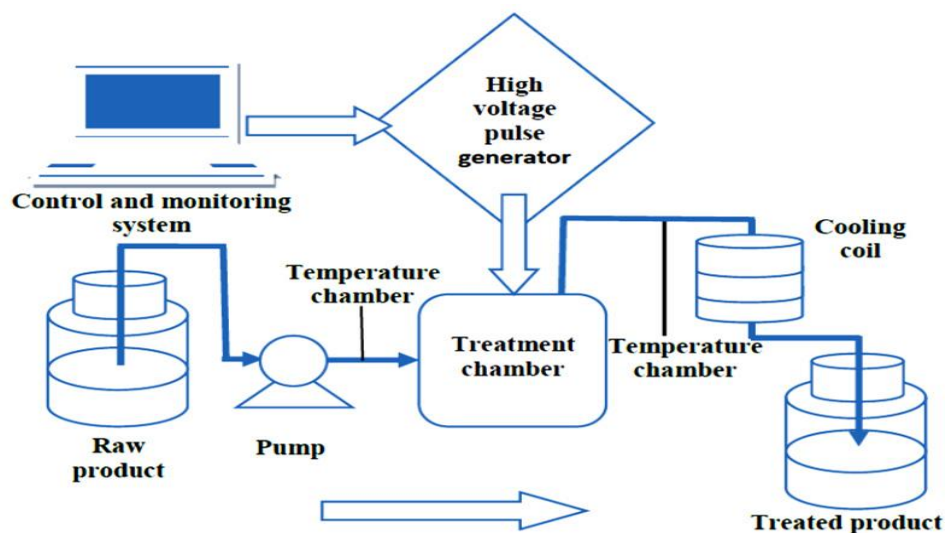 High
voltage
pulse
generator
Control and monitoring
system
Cooling
coil
Temperature
chamber
Treatment
chamber
Temperature
chamber
Raw
product
Pump
Treated product